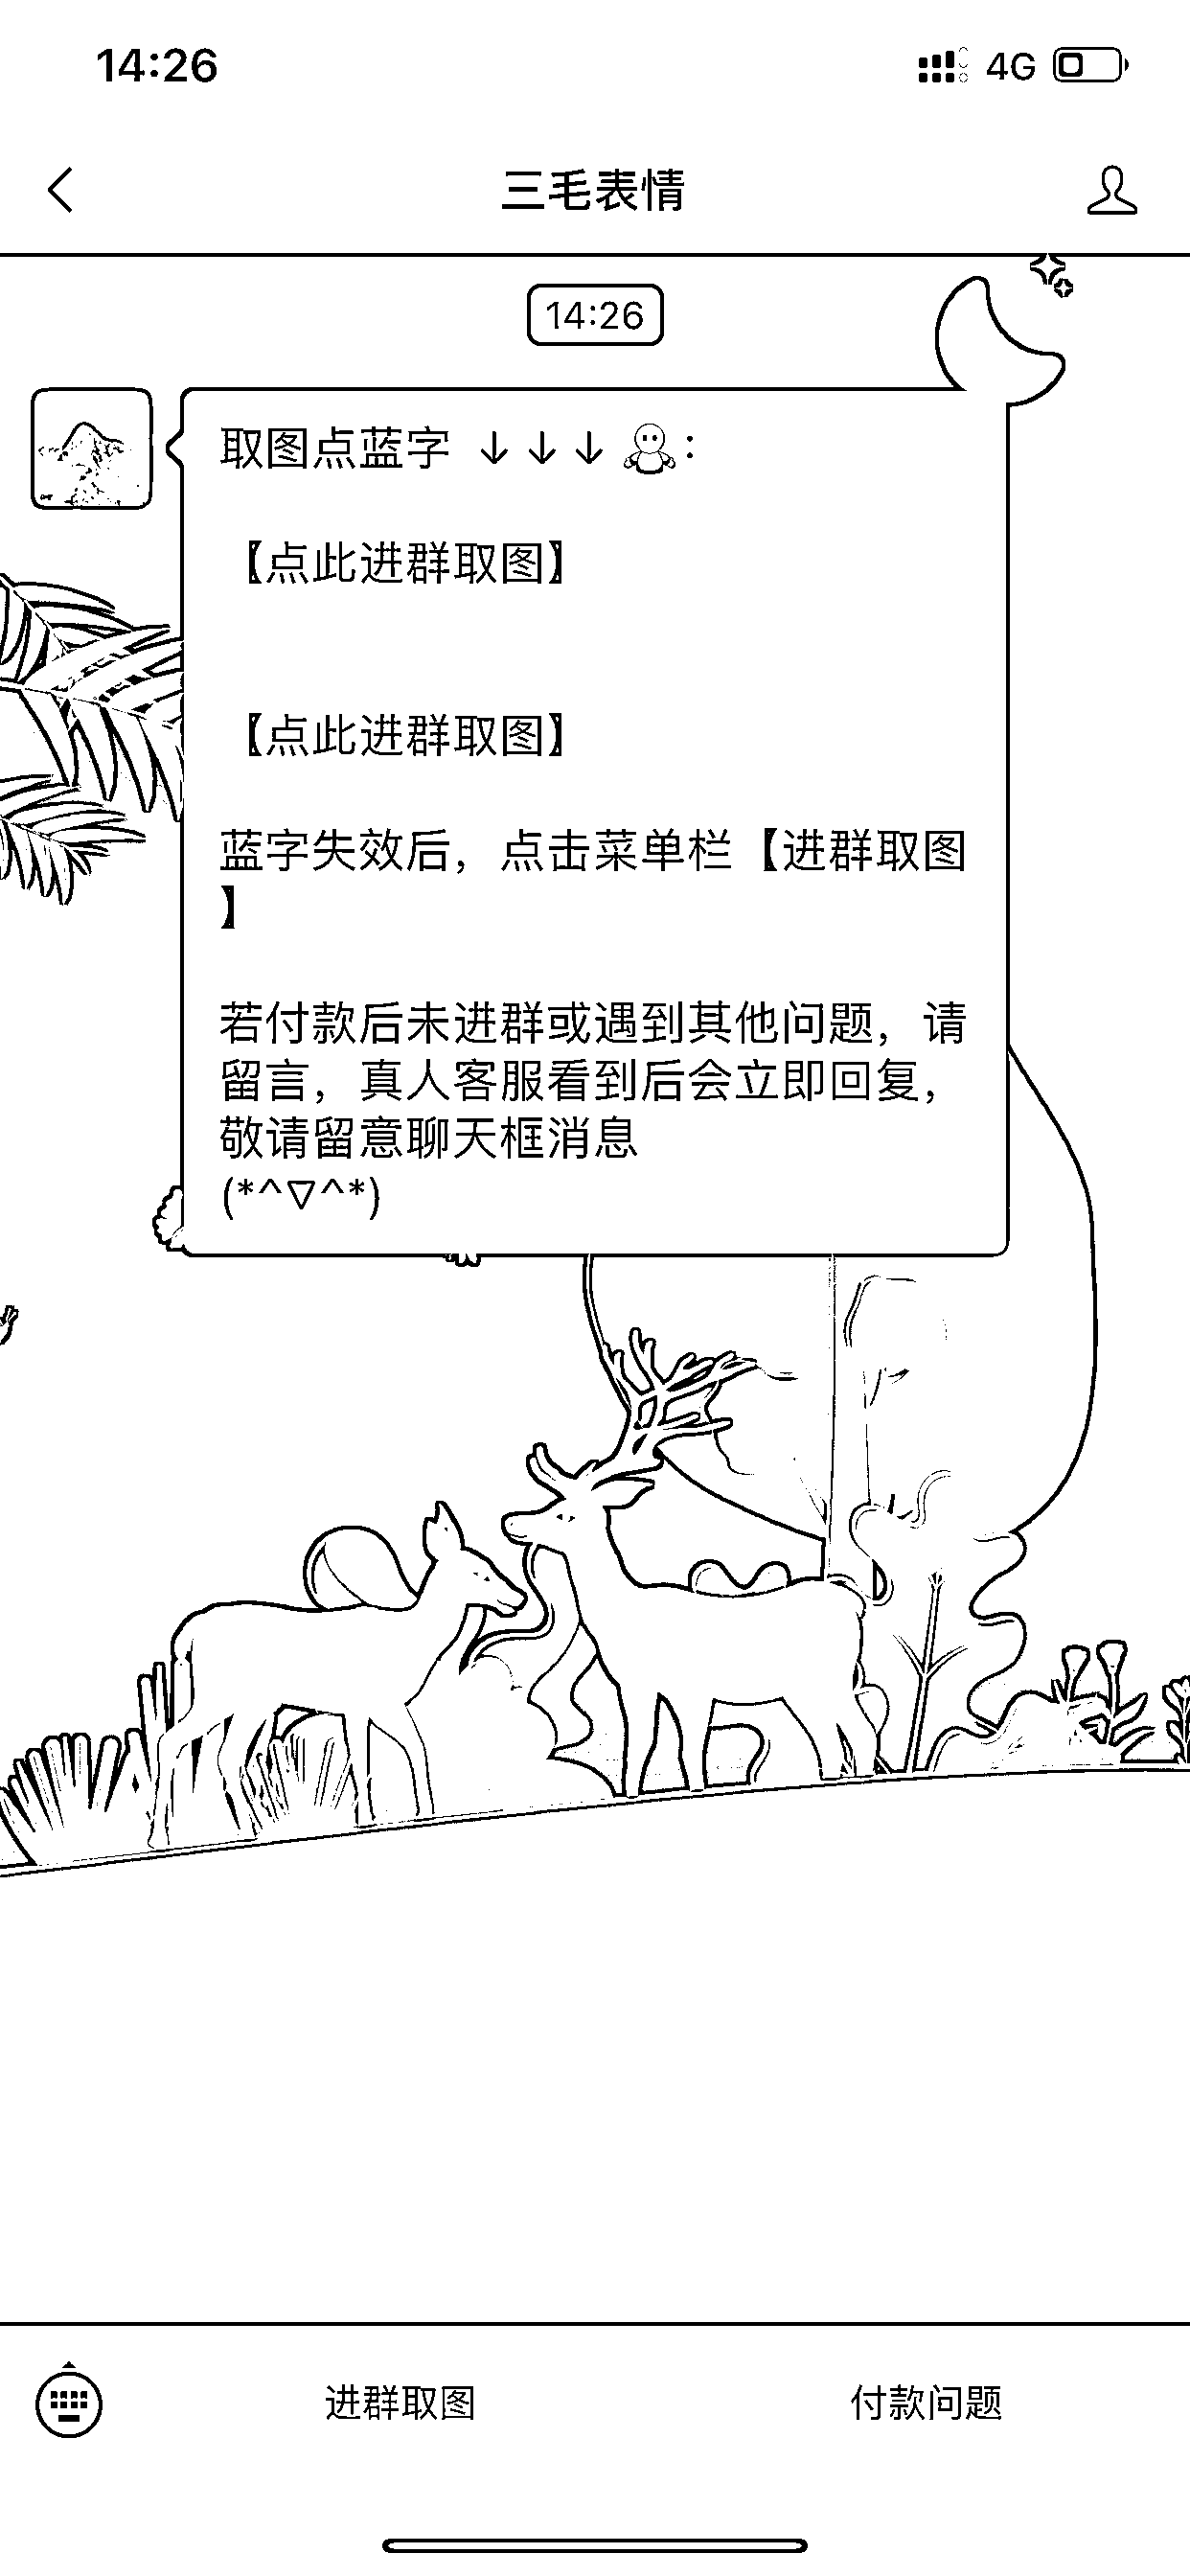 14:26
4G
三毛表情
14:26
取图点蓝字 ↓ ↓ ↓ :
【点此进群取图】
【点此进群取图】
蓝字失效后，点击菜单栏【进群取图
】
若付款后未进群或遇到其他问题，请
留言，真人客服看到后会立即回复，
敬请留意聊天框消息
(*^▽^*)
进群取图
付款问题